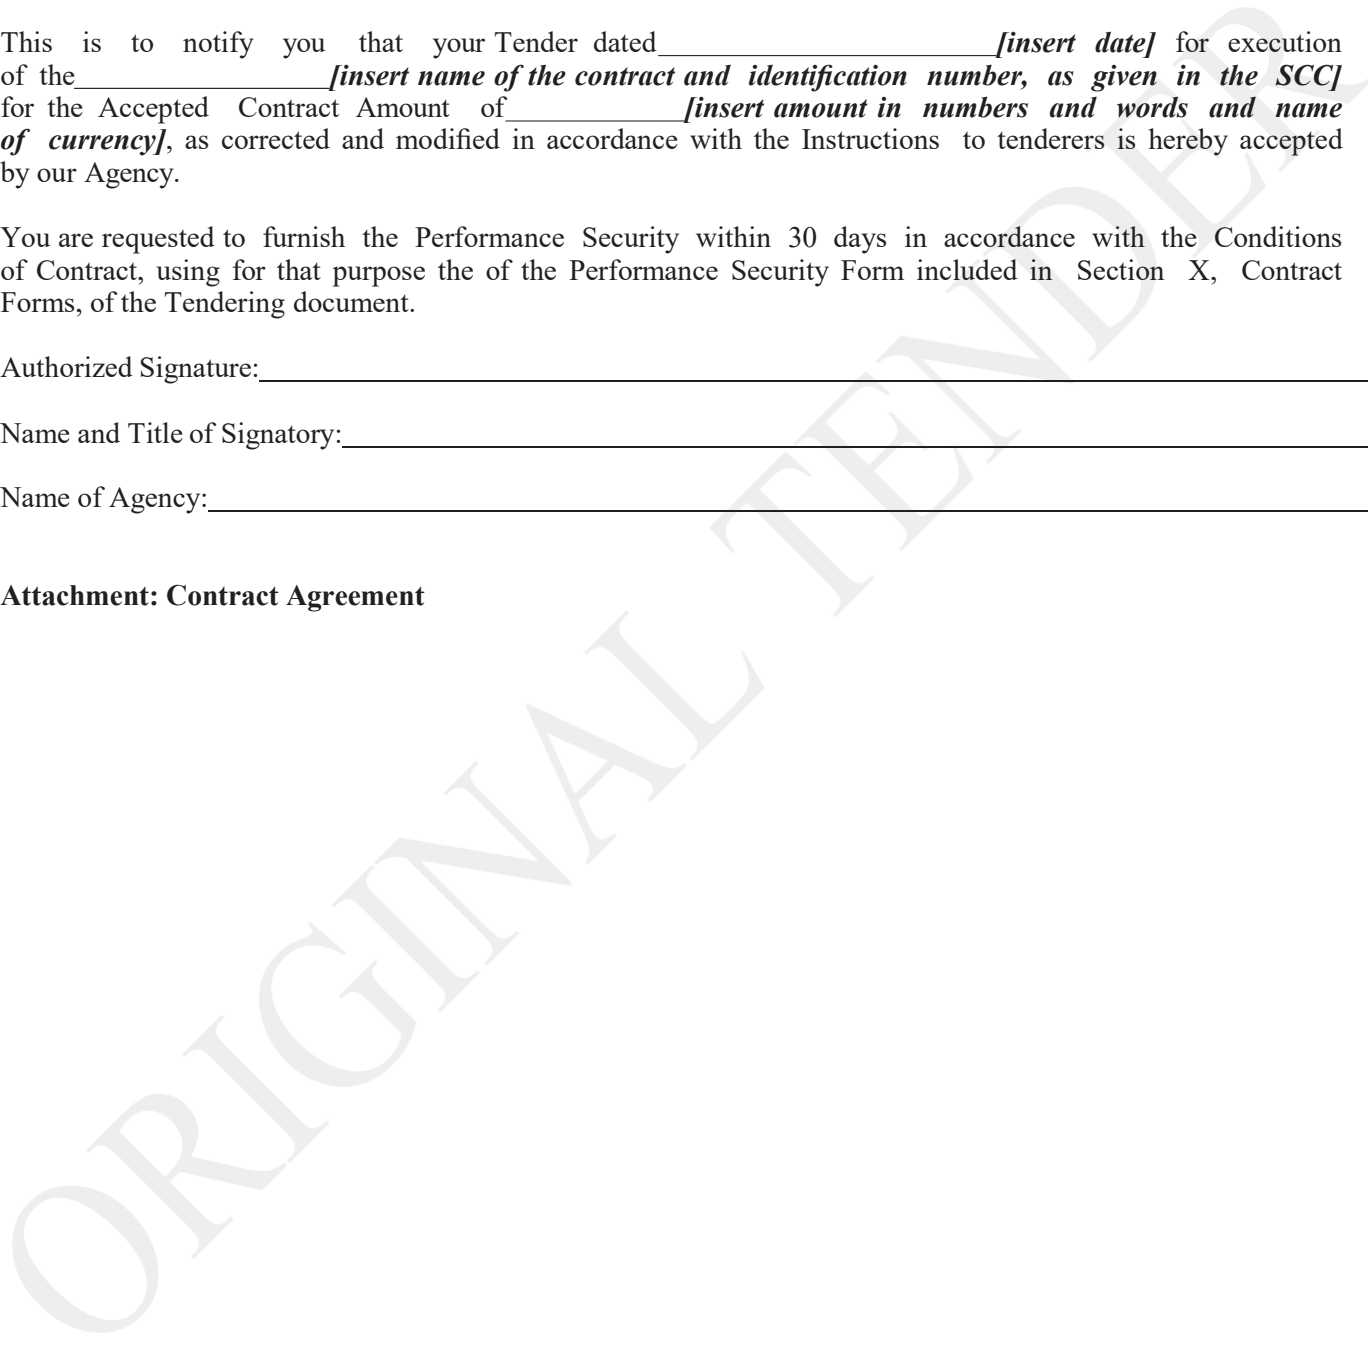 This is to notify you that your Tender dated________________________[insert date] for execution
of the__________________[insert name of the contract and identification number, as given in the SCC]
for the Accepted Contract Amount of_____________[insert amount in numbers and words and name
of currency], as corrected and modified in accordance with the Instructions to tenderers is hereby accepted
by our Agency.
You are requested to furnish the Performance Security within 30 days in accordance with the Conditions
of Contract, using for that purpose the of the Performance Security Form included in Section X, Contract
Forms, of the Tendering document.
Authorized Signature:
Name and Title of Signatory:
Name of Agency:
Attachment: Contract Agreement
ORIGINAL TENDER